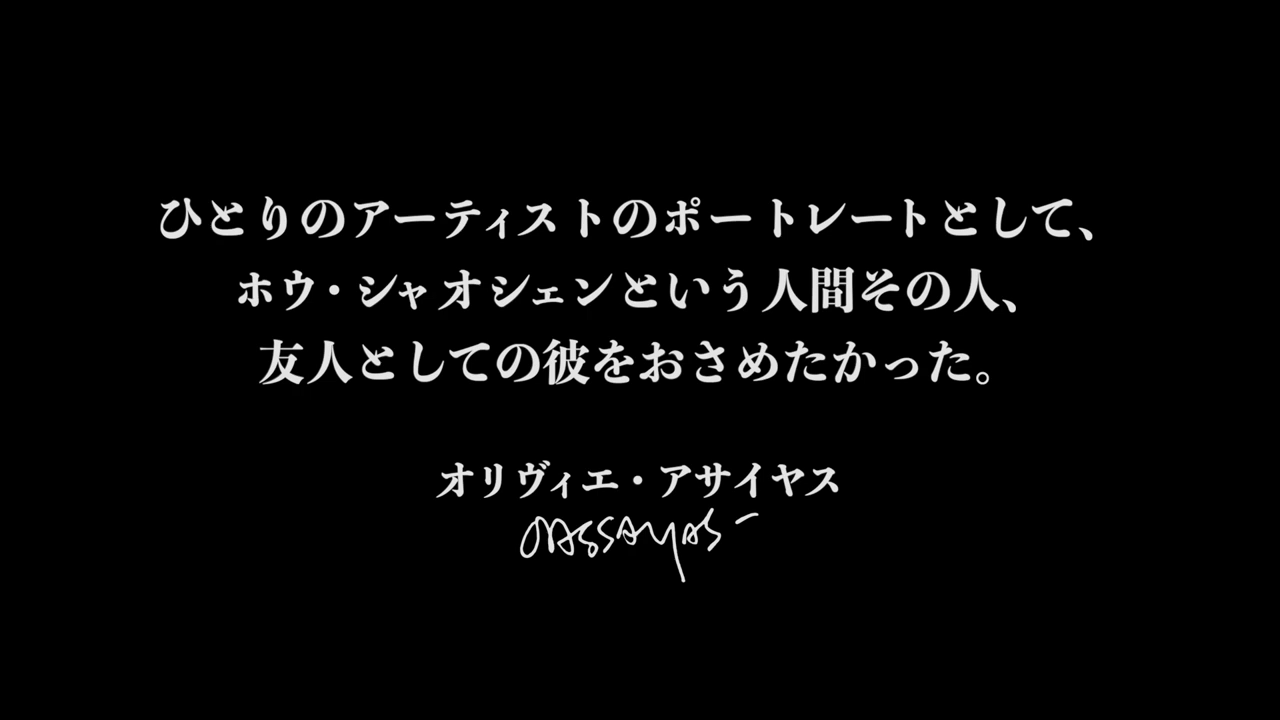 ひとりのアーティストのポートレートとして、
ホウ・シャオシェンという人間その人、
友人としての彼をおさめたかった。
オリヴィエ・アサイヤス
OASSAYAS